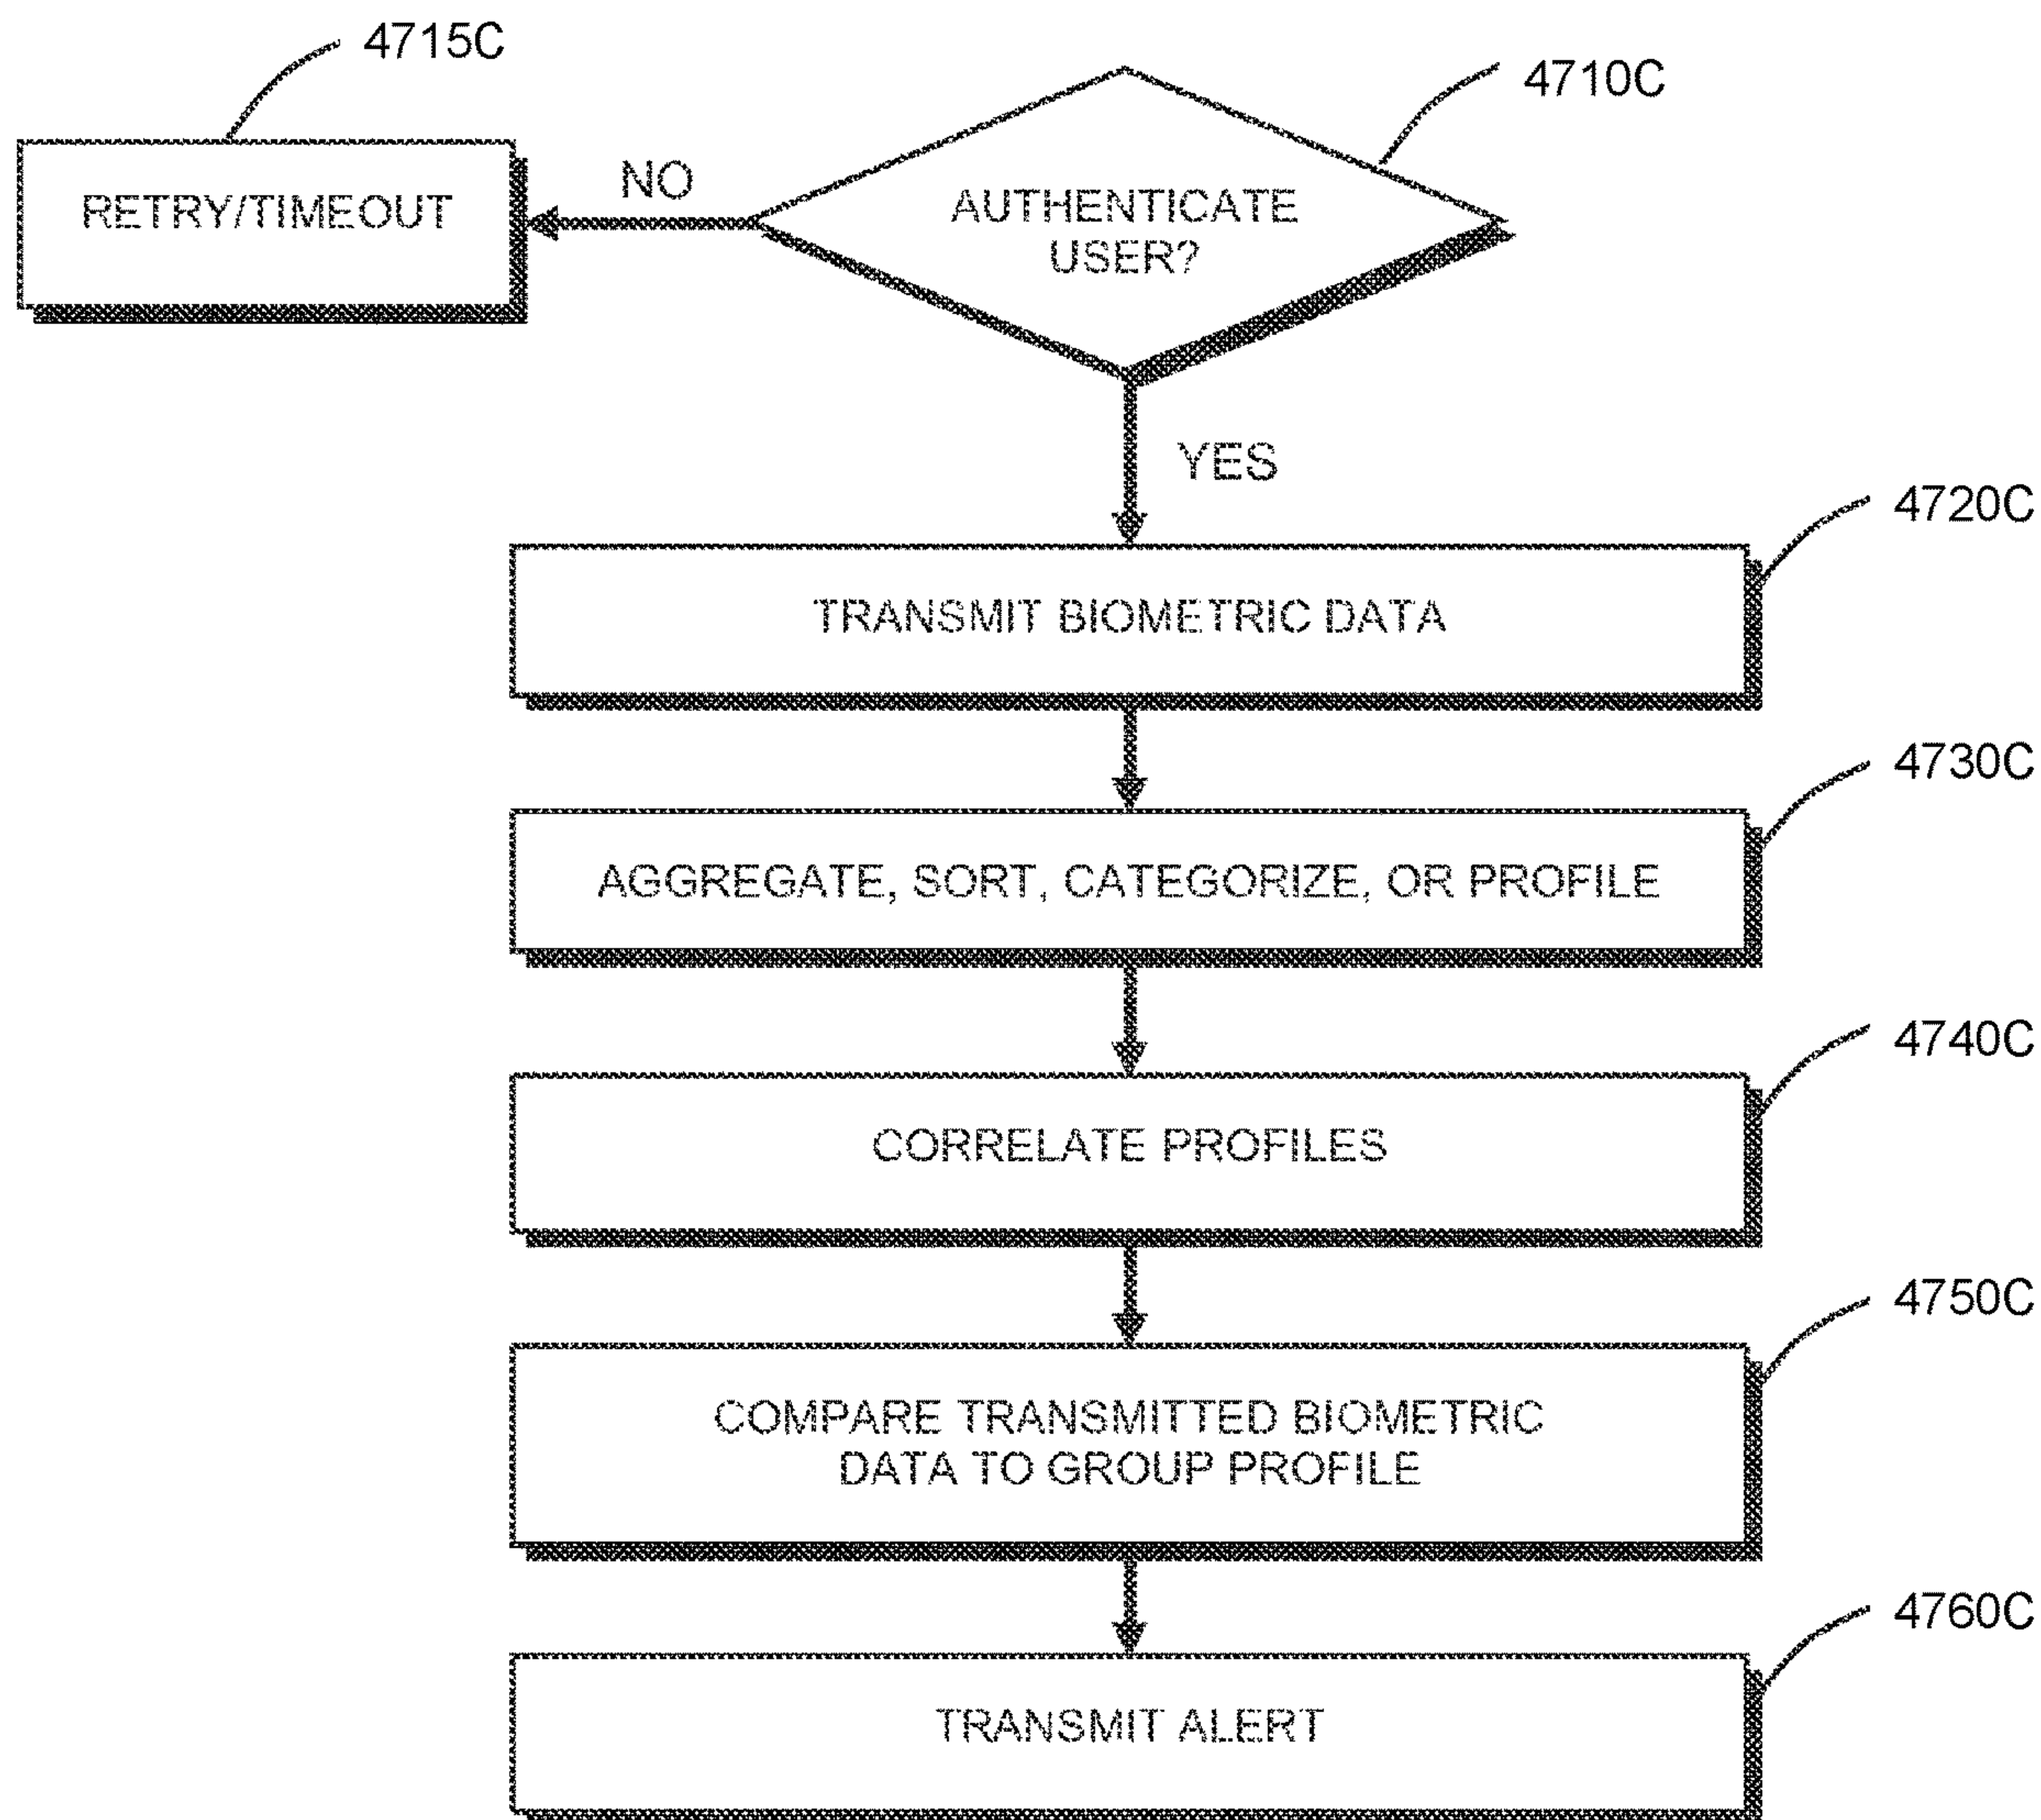 4715C
4710C
RETRY/TIMEOUT
NO
AUTHENTICATE
USER?
YES
4720C
TRANSMIT BIOMETRIC DATA
4730C
AGGREGATE, SORT, CATEGORIZE, OR PROFILE
4740C
CORRELATE PROFILES
4750C
COMPARE TRANSMITTED BIOMETRIC
DATA TO GROUP PROFILE
4760C
TRANSMIT ALERT